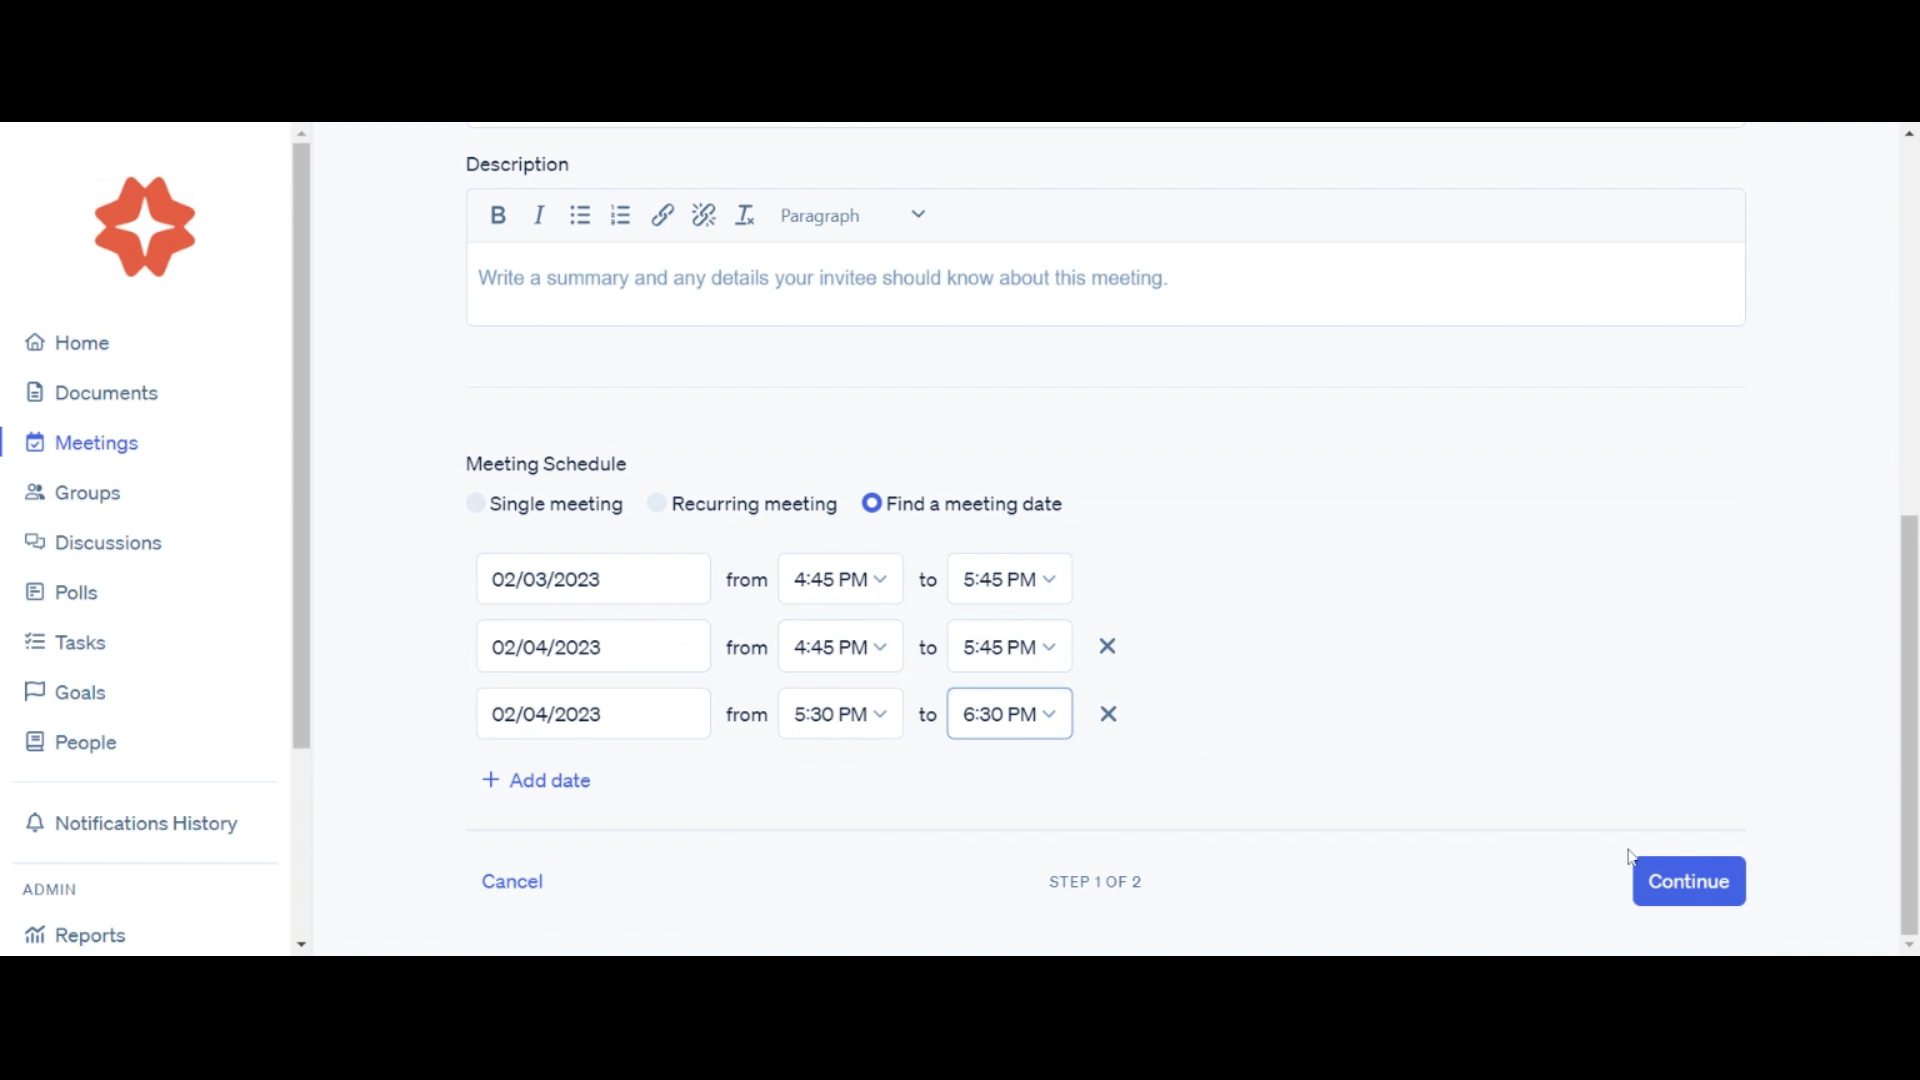 Home
Documents
Meetings
Groups
Discussions
Polls
Tasks
Goals
People
Notifications History
ADMIN
Reports
Description
B I Paragraph
Write a summary and any details your invitee should know about this meeting.
Meeting Schedule
Single meeting Recurring meeting Find a meeting date
02/03/2023 from 4:45 PM to 5:45 PM
02/04/2023 from 4:45 PM to 5:45 PM
02/04/2023 from 5:30 PM to 6:30 PM
+ Add date
Cancel STEP 1 OF 2 Continue